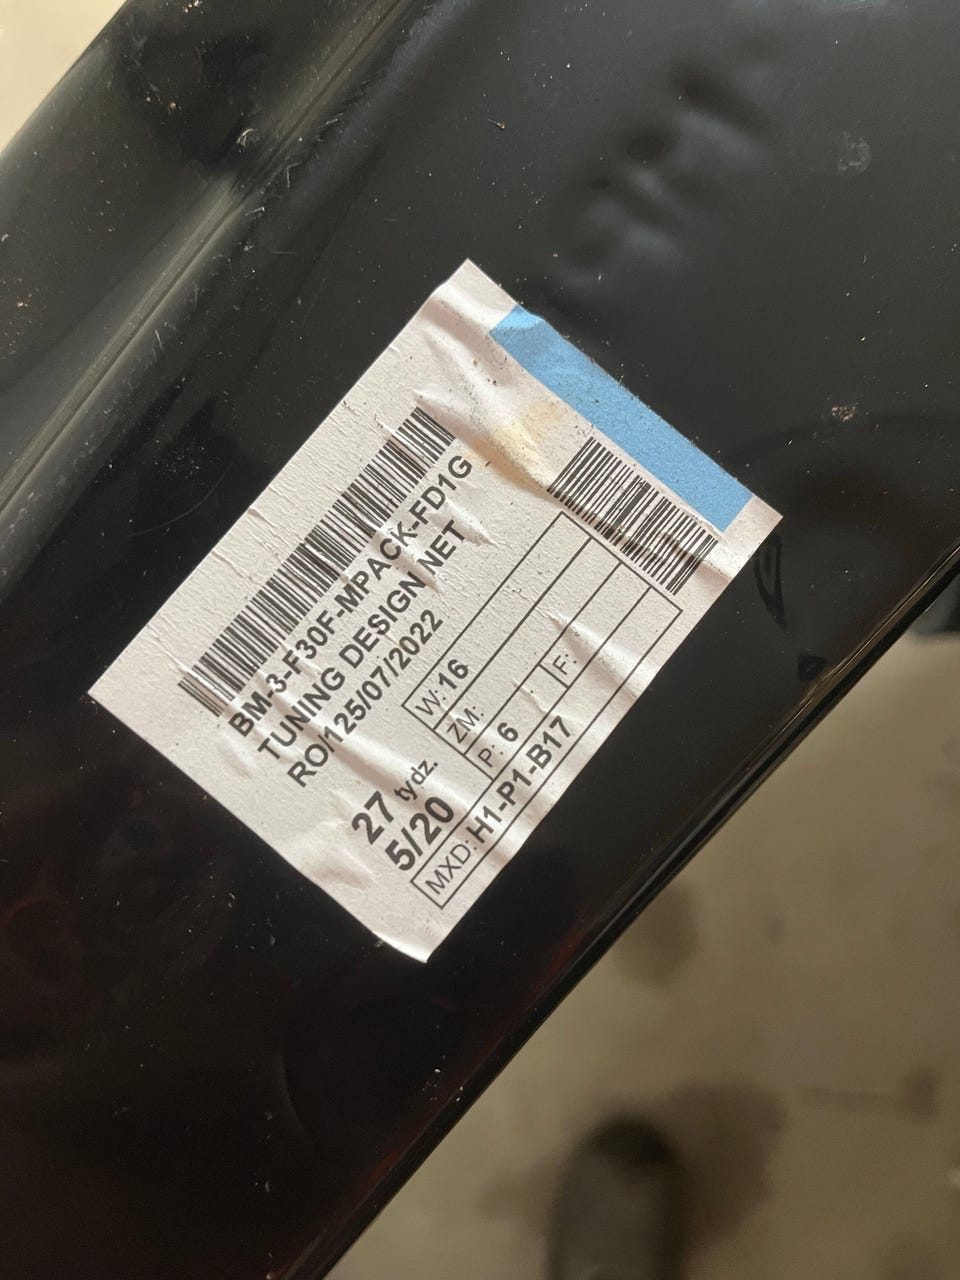 BM-3-F30F-MPACK-FD1G
TUNING DESIGN NET
RO/125/07/2022
27 tydz.
5/20
W: 16
ZM:
P: 6 F:
MXD: H1-P1-B17